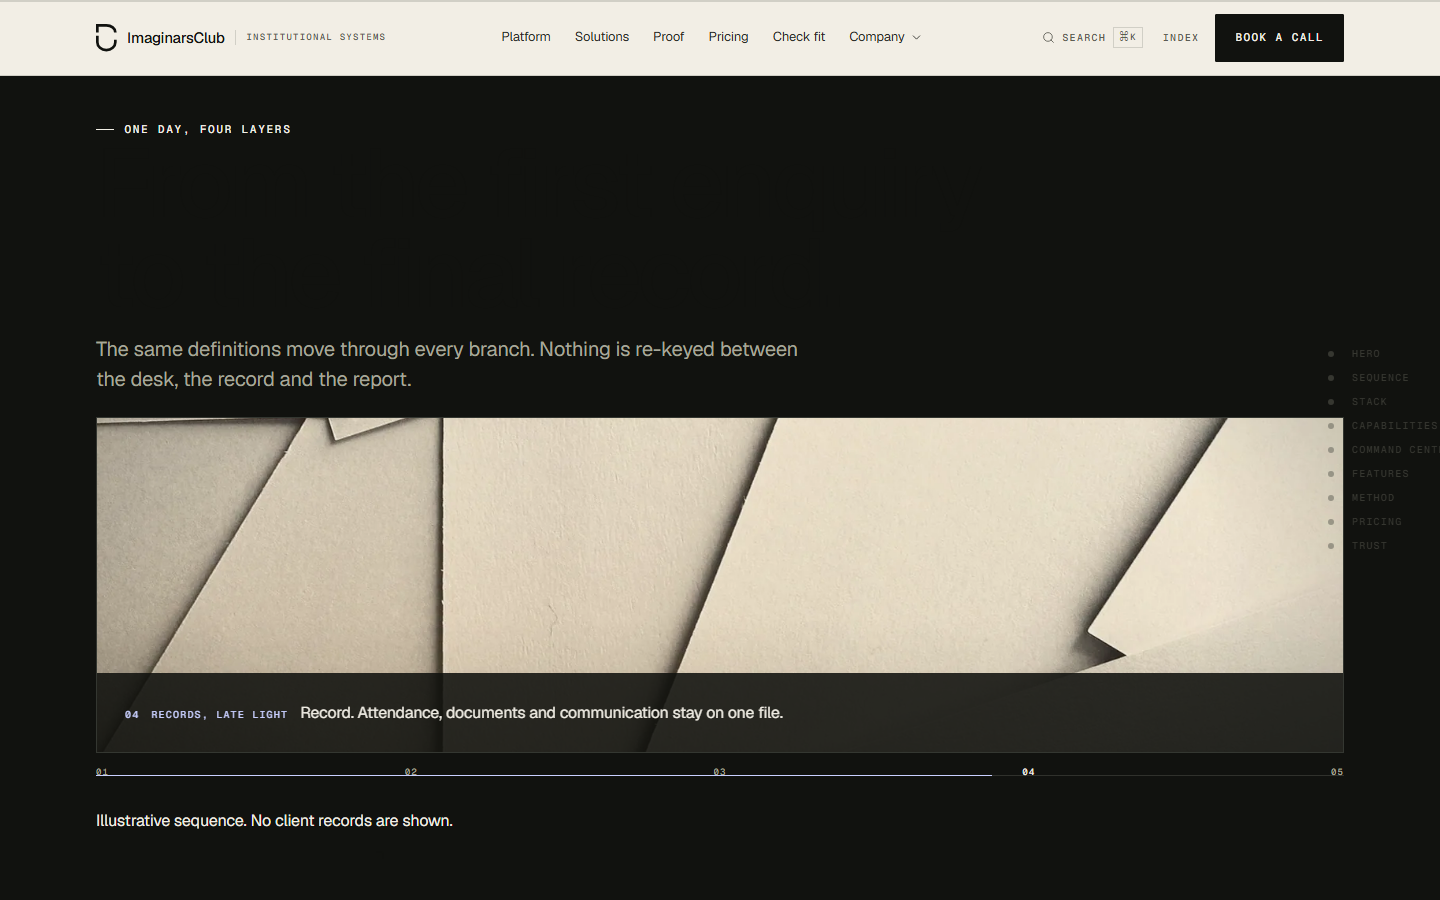 ImaginarsClub
INSTITUTIONAL SYSTEMS
Platform
Solutions
Proof
Pricing
Check fit
Company
SEARCH ⌘K
INDEX
BOOK A CALL
ONE DAY, FOUR LAYERS
The same definitions move through every branch. Nothing is re-keyed between
the desk, the record and the report.
HERO
SEQUENCE
STACK
CAPABILITIES
COMMAND
FEATURES
METHOD
PRICING
TRUST
04 RECORDS, LATE LIGHT Record. Attendance, documents and communication stay on one file.
01 02 03 04 05
Illustrative sequence. No client records are shown.